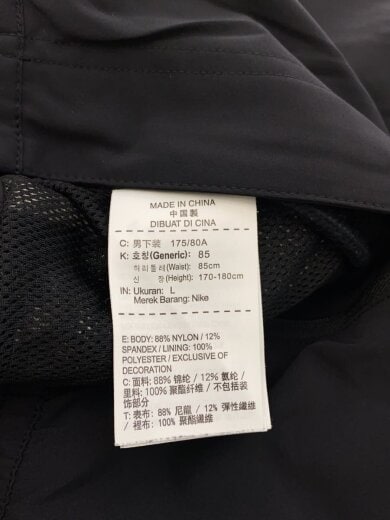 MADE IN CHINA
中国製
DIBUAT DI CINA
C: 男下装 175/80A
K: 호칭(Generic): 85
허리둘레(Waist): 85cm
신 장(Height): 170-180cm
IN: Ukuran: L
Merek Barang: Nike
E: BODY: 88% NYLON / 12%
SPANDEX / LINING: 100%
POLYESTER / EXCLUSIVE OF
DECORATION
C: 面料: 88% 锦纶 / 12% 氨纶 /
里料: 100% 聚酯纤维 / 不包括装
饰部分
T: 表布: 88% 尼龍 / 12% 彈性纖維
/ 裡布: 100% 聚酯纖維